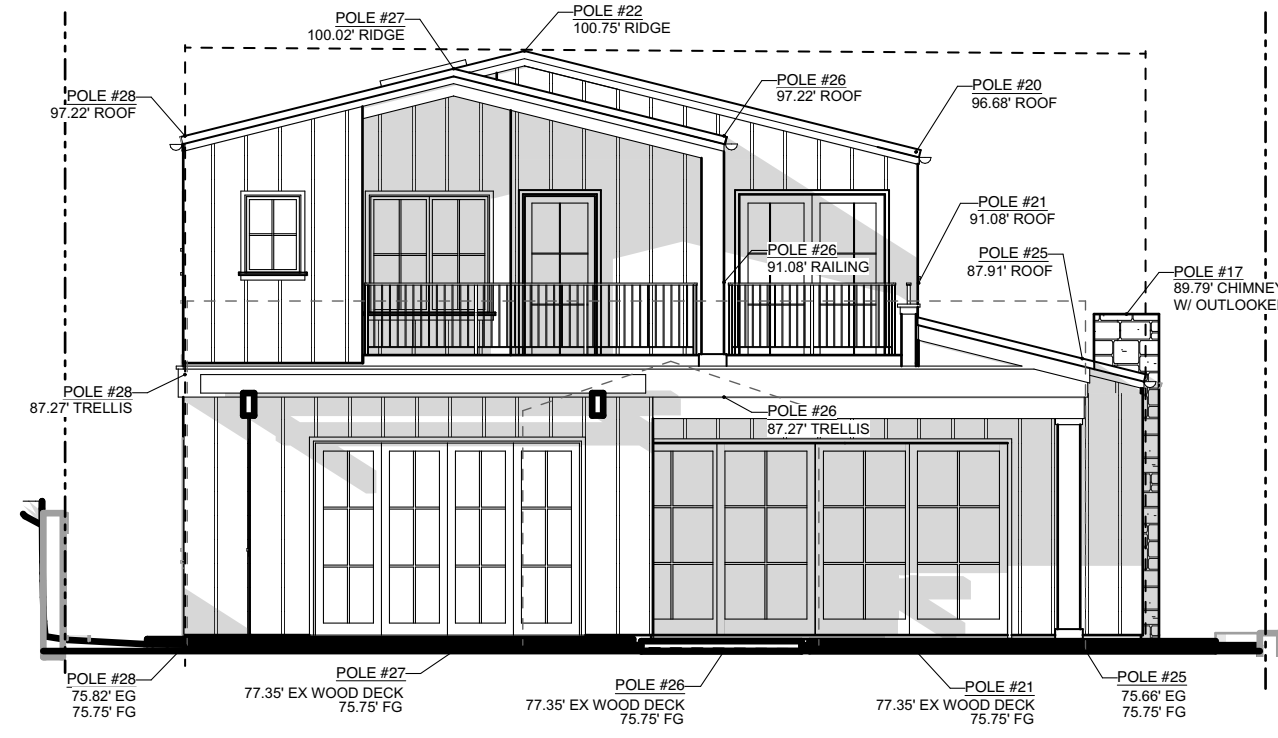 POLE #27
100.02' RIDGE
POLE #22
100.75' RIDGE
POLE #28
97.22' ROOF
POLE #26
97.22' ROOF
POLE #20
96.68' ROOF
POLE #21
91.08' ROOF
POLE #26
91.08' RAILING
POLE #25
87.91' ROOF
POLE #17
89.79' CHIMNEY
W/ OUTLOOKE
POLE #28
87.27' TRELLIS
POLE #26
87.27' TRELLIS
POLE #28
75.82' EG
75.75' FG
POLE #27
77.35' EX WOOD DECK
75.75' FG
POLE #26
77.35' EX WOOD DECK
75.75' FG
POLE #21
77.35' EX WOOD DECK
75.75' FG
POLE #25
75.66' EG
75.75' FG